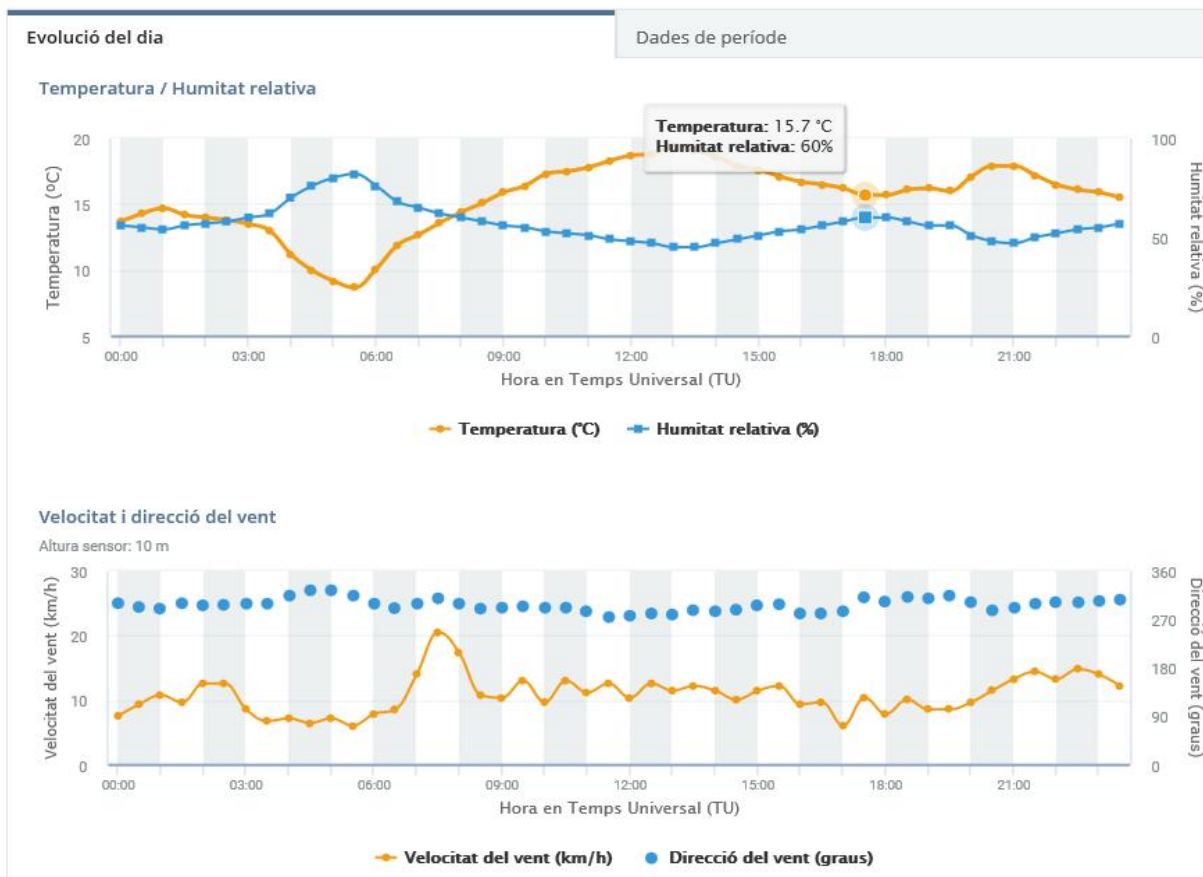 Evolució del dia
Dades de període
Temperatura / Humitat relativa
Temperatura: 15.7 °C
Humitat relativa: 60%
Temperatura (ºC)
20
15
10
5
Humitat relativa (%)
100
50
0
00:00 03:00 06:00 09:00 12:00 15:00 18:00 21:00
Hora en Temps Universal (TU)
Temperatura (°C) Humitat relativa (%)
Velocitat i direcció del vent
Altura sensor: 10 m
Velocitat del vent (km/h)
30
20
10
0
Direcció del vent (graus)
360
270
180
90
0
00:00 03:00 06:00 09:00 12:00 15:00 18:00 21:00
Hora en Temps Universal (TU)
Velocitat del vent (km/h) Direcció del vent (graus)